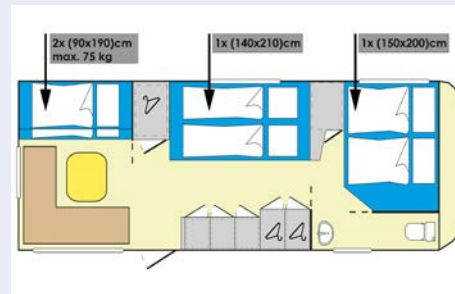 2x (90x190)cm
max. 75 kg
1x (140x210)cm
1x (150x200)cm